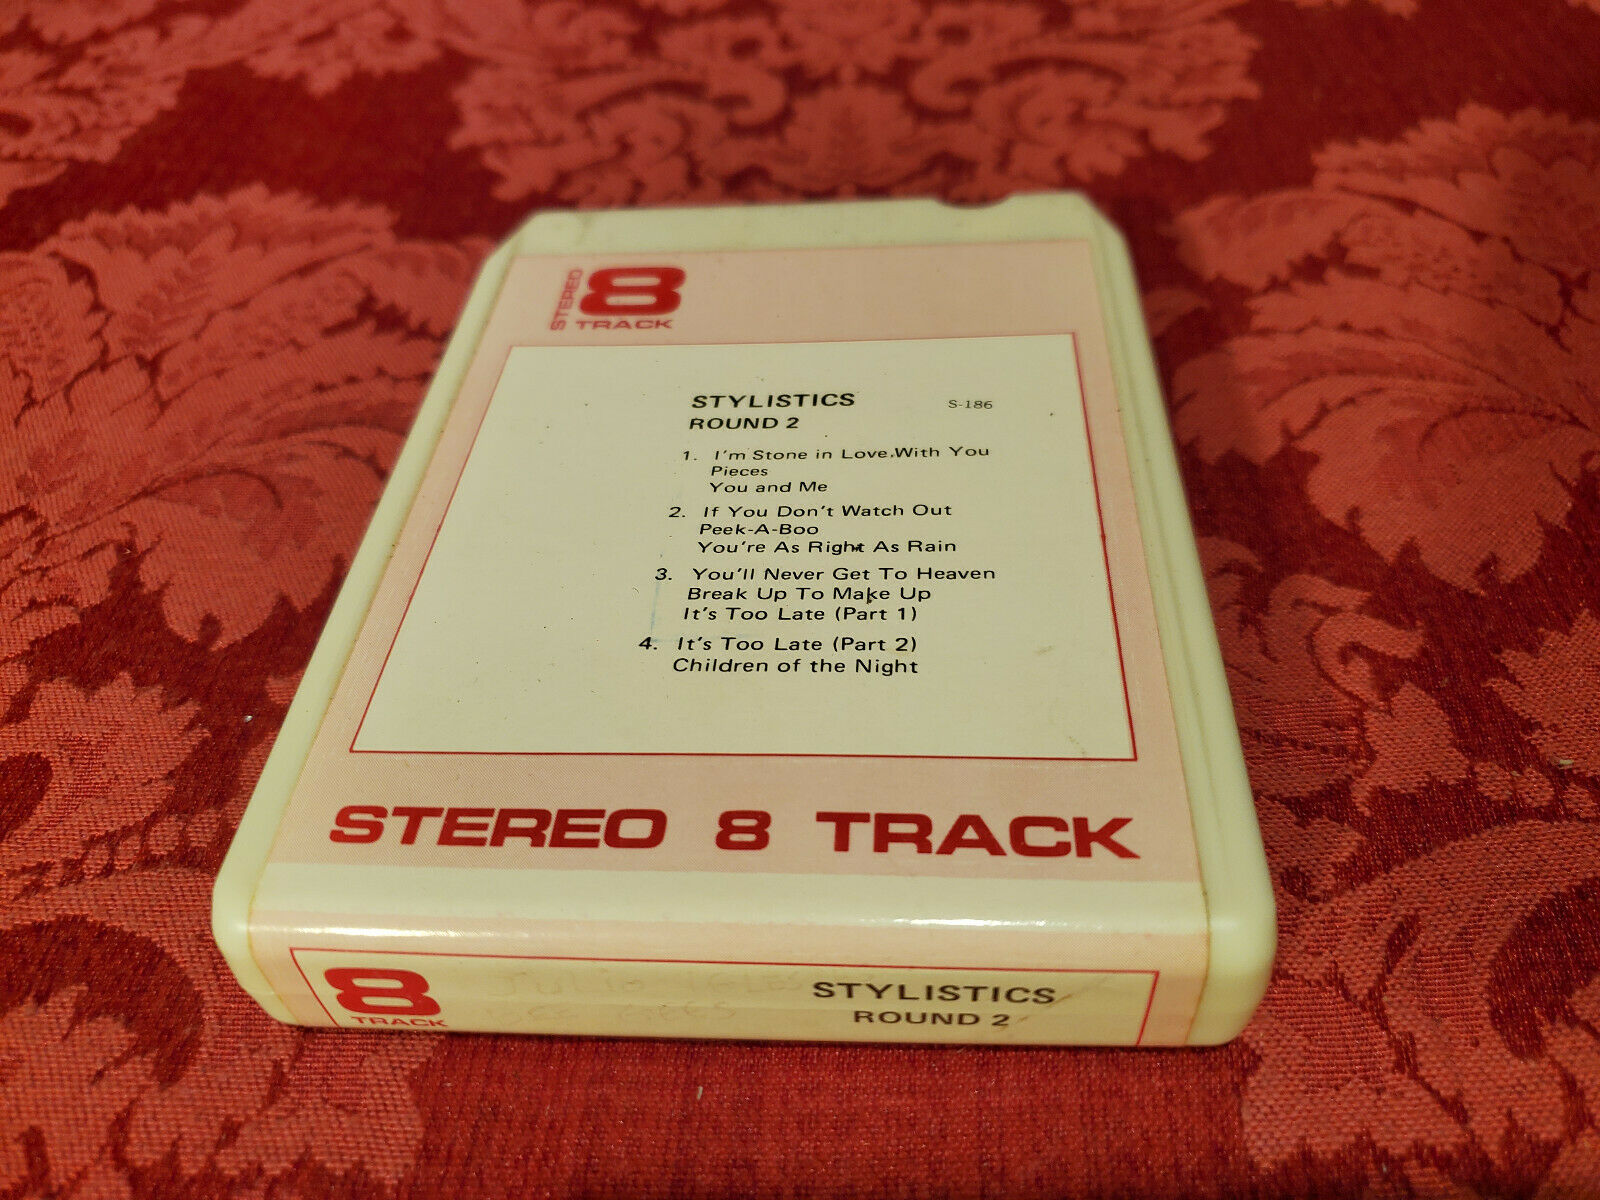 STEREO 8
TRACK
STYLISTICS S-186
ROUND 2
1. I'm Stone in Love With You
Pieces
You and Me
2. If You Don't Watch Out
Peek-A-Boo
You're As Right As Rain
3. You'll Never Get To Heaven
Break Up To Make Up
It's Too Late (Part 1)
4. It's Too Late (Part 2)
Children of the Night
STEREO 8 TRACK
8
TRACK
STYLISTICS
ROUND 2